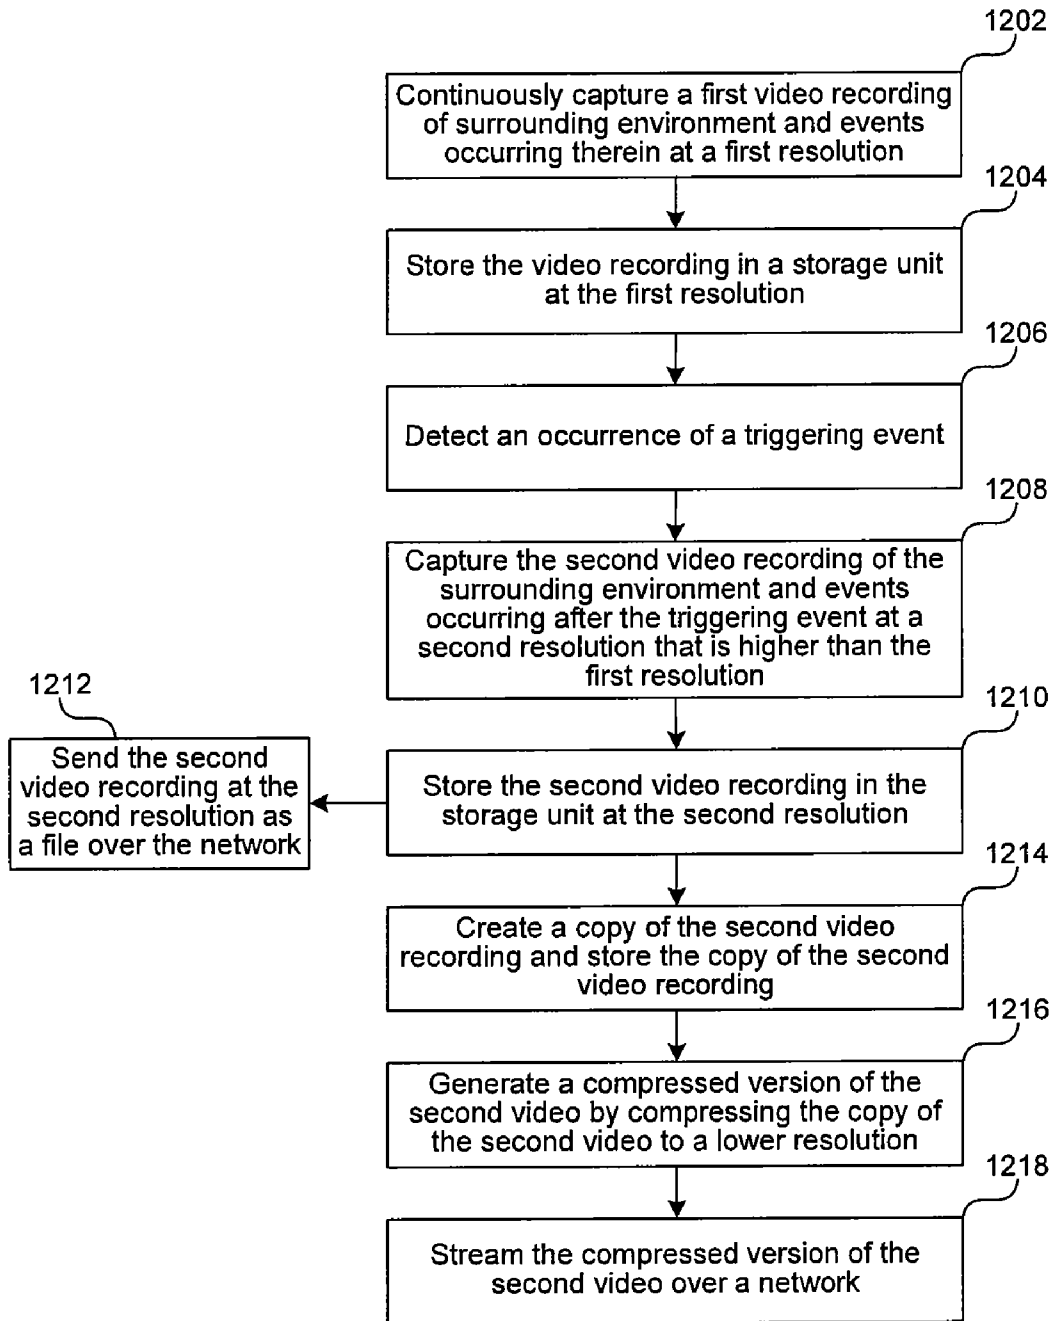 1202
Continuously capture a first video recording
of surrounding environment and events
occurring therein at a first resolution
1204
Store the video recording in a storage unit
at the first resolution
1206
Detect an occurrence of a triggering event
1208
Capture the second video recording of the
surrounding environment and events
occurring after the triggering event at a
second resolution that is higher than the
first resolution
1210
Store the second video recording in the
storage unit at the second resolution
1212
Send the second
video recording at the
second resolution as
a file over the network
1214
Create a copy of the second video
recording and store the copy of the second
video recording
1216
Generate a compressed version of the
second video by compressing the copy of
the second video to a lower resolution
1218
Stream the compressed version of the
second video over a network